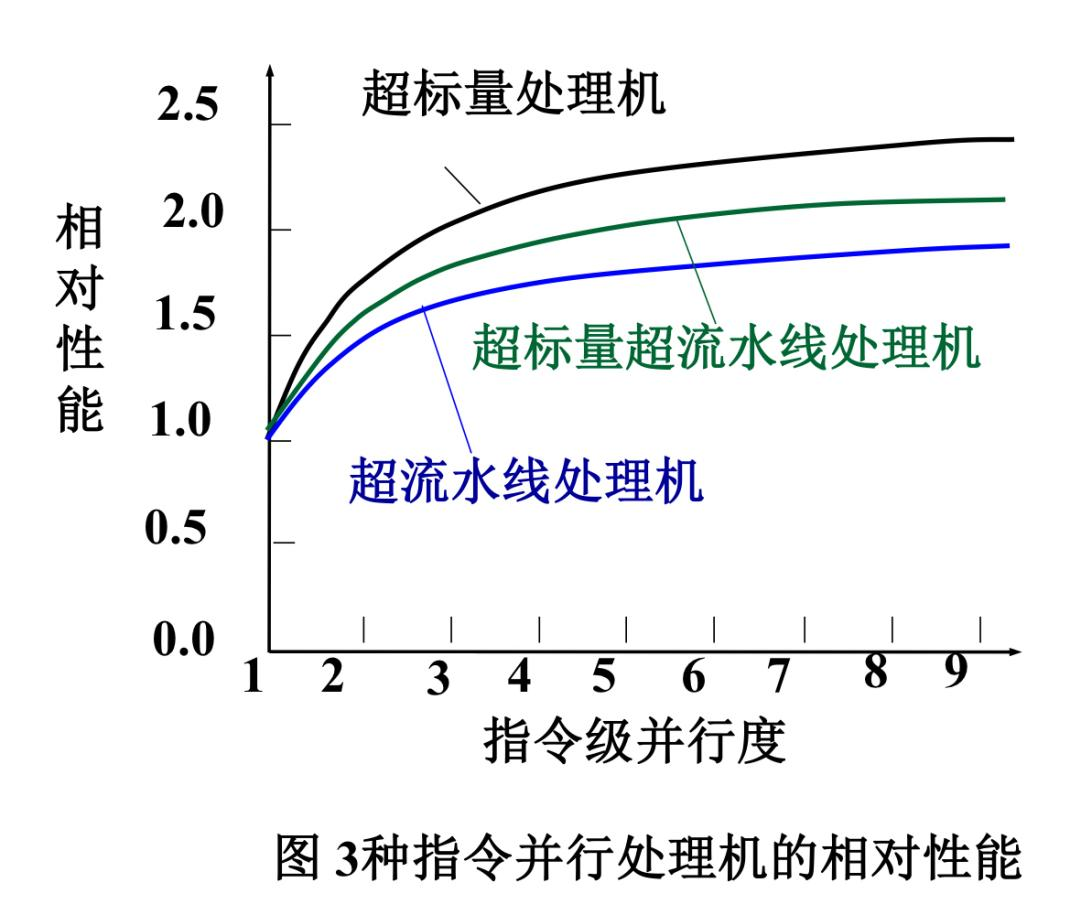 超标量处理机
2.5
2.0
1.5
1.0
0.5
0.0
相对性能
超标量超流水线处理机
超流水线处理机
1 2 3 4 5 6 7 8 9
指令级并行度
图 3种指令并行处理机的相对性能